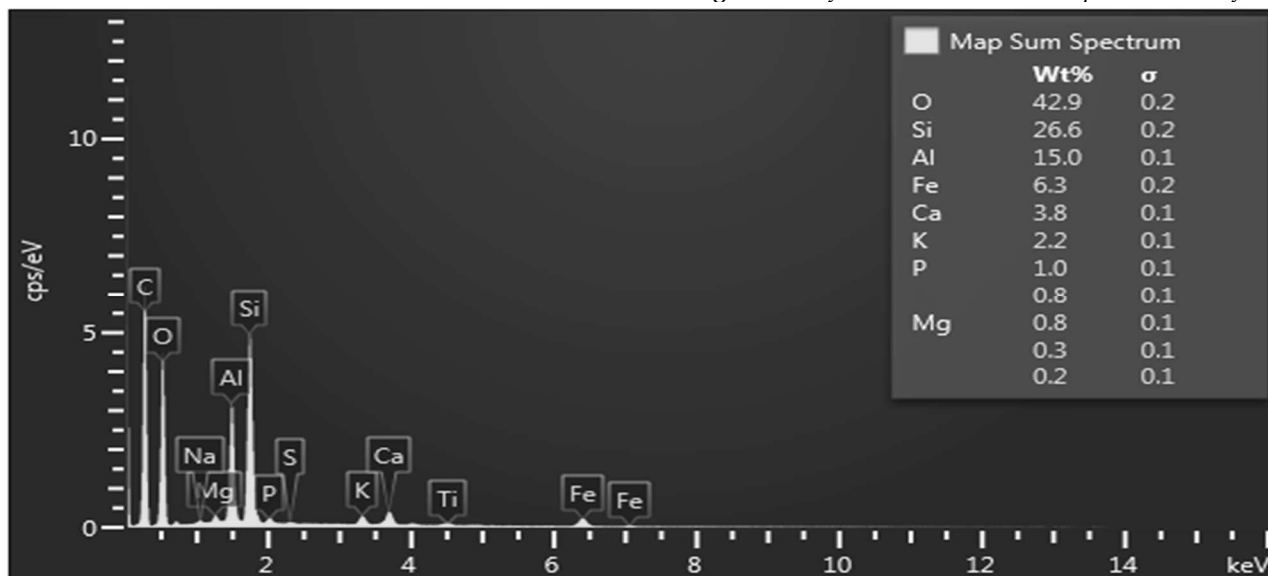 Map Sum Spectrum
Wt% σ
O 42.9 0.2
Si 26.6 0.2
Al 15.0 0.1
Fe 6.3 0.2
Ca 3.8 0.1
K 2.2 0.1
P 1.0 0.1
0.8 0.1
Mg 0.8 0.1
0.3 0.1
0.2 0.1
cps/eV
10
5
0
C
O
Si
Al
Na
Mg
P
S
K
Ca
Ti
Fe
Fe
2 4 6 8 10 12 14 keV